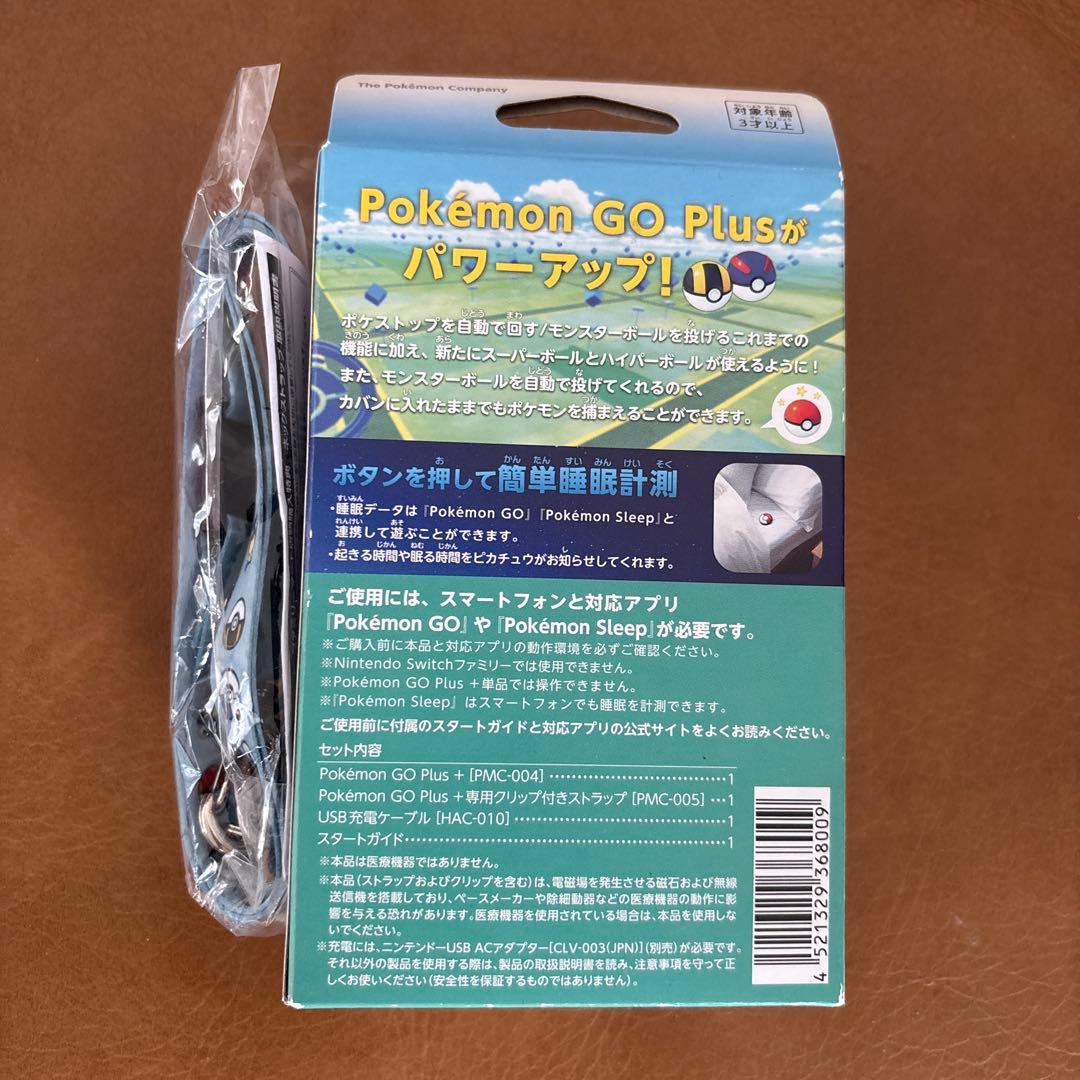 The Pokémon Company
対象年齢
3才以上
Pokémon GO Plusが
パワーアップ!
ポケストップを自動で回す/モンスターボールを投げるこれまでの
機能に加え、新たにスーパーボールとハイパーボールが使えるように!
また、モンスターボールを自動で投げてくれるので、
カバンに入れたままでもポケモンを捕まえることができます。
ボタンを押して簡単睡眠計測
・睡眠データは『Pokémon GO』『Pokémon Sleep』と
連携して遊ぶことができます。
・起きる時間や眠る時間をピカチュウがお知らせしてくれます。
ご使用には、スマートフォンと対応アプリ
『Pokémon GO』や『Pokémon Sleep』が必要です。
※ご購入前に本品と対応アプリの動作環境を必ずご確認ください。
※Nintendo Switchファミリーでは使用できません。
※Pokémon GO Plus +単品では操作できません。
※『Pokémon Sleep』はスマートフォンでも睡眠を計測できます。
ご使用前に付属のスタートガイドと対応アプリの公式サイトをよくお読みください。
セット内容
Pokémon GO Plus + [PMC-004] ……………………………1
Pokémon GO Plus +専用クリップ付きストラップ [PMC-005] …1
USB充電ケーブル [HAC-010] ……………………………1
スタートガイド……………………………1
※本品は医療機器ではありません。
※本品(ストラップおよびクリップを含む)は、電磁場を発生させる磁石および無線
送信機を搭載しており、ペースメーカーや除細動器などの医療機器の動作に影
響を与える恐れがあります。医療機器を使用されている場合は、本品を使用しな
いでください。
※充電には、ニンテンドーUSB ACアダプター[CLV-003(JPN)](別売)が必要です。
それ以外の製品を使用する際は、製品の取扱説明書を読み、注意事項を守って正
しくお使いください(安全性を保証するものではありません)。
4 521329 368009